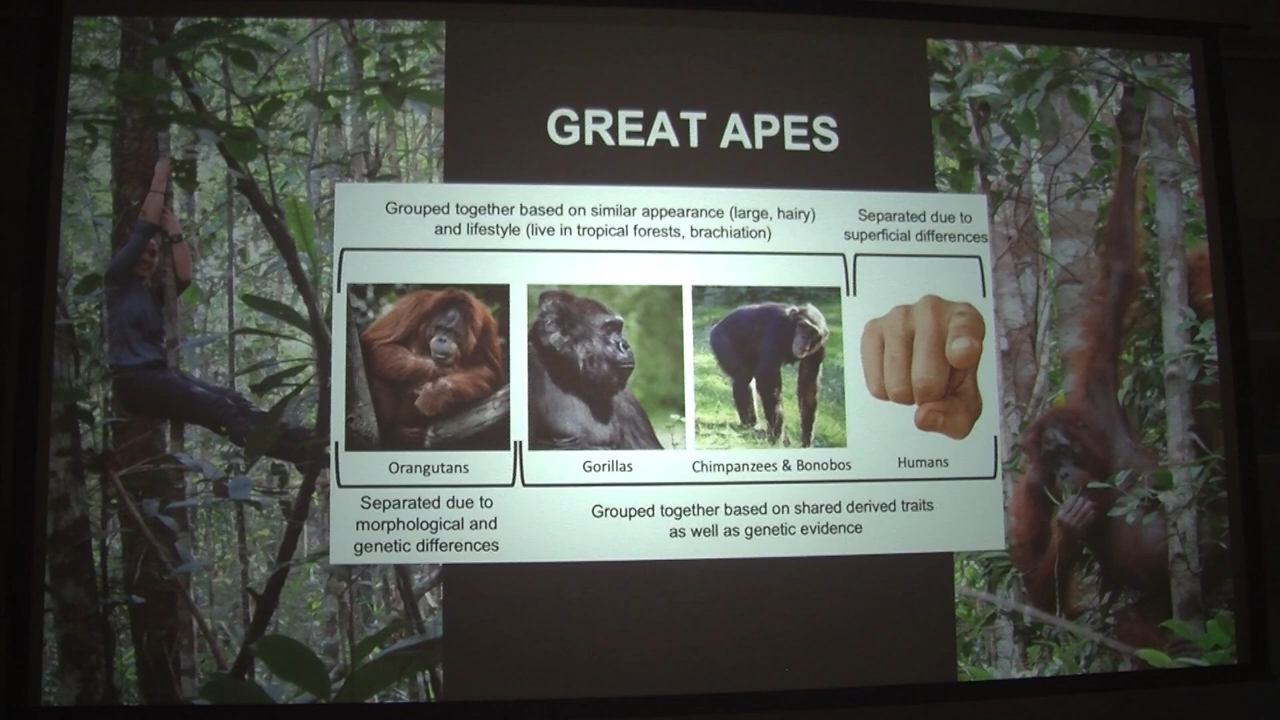 GREAT APES
Grouped together based on similar appearance (large, hairy)
and lifestyle (live in tropical forests, brachiation)
Separated due to
superficial differences
Orangutans
Gorillas
Chimpanzees & Bonobos
Humans
Separated due to
morphological and
genetic differences
Grouped together based on shared derived traits
as well as genetic evidence